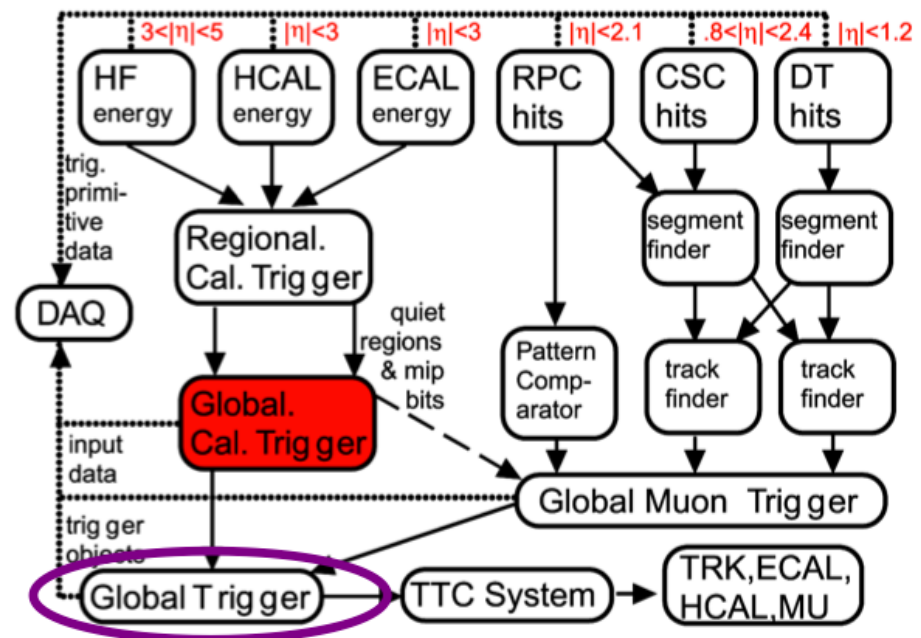 3<|η|<5
|η|<3
|η|<3
|η|<2.1
.8<|η|<2.4
|η|<1.2
HF
energy
HCAL
energy
ECAL
energy
RPC
hits
CSC
hits
DT
hits
trig.
primi-
tive
data
Regional.
Cal. Trigger
segment
finder
segment
finder
DAQ
quiet
regions
& mip
bits
Pattern
Comp-
arator
track
finder
track
finder
Global.
Cal. Trigger
input
data
Global Muon Trigger
trigger
objects
Global Trigger
TTC System
TRK,ECAL,
HCAL,MU